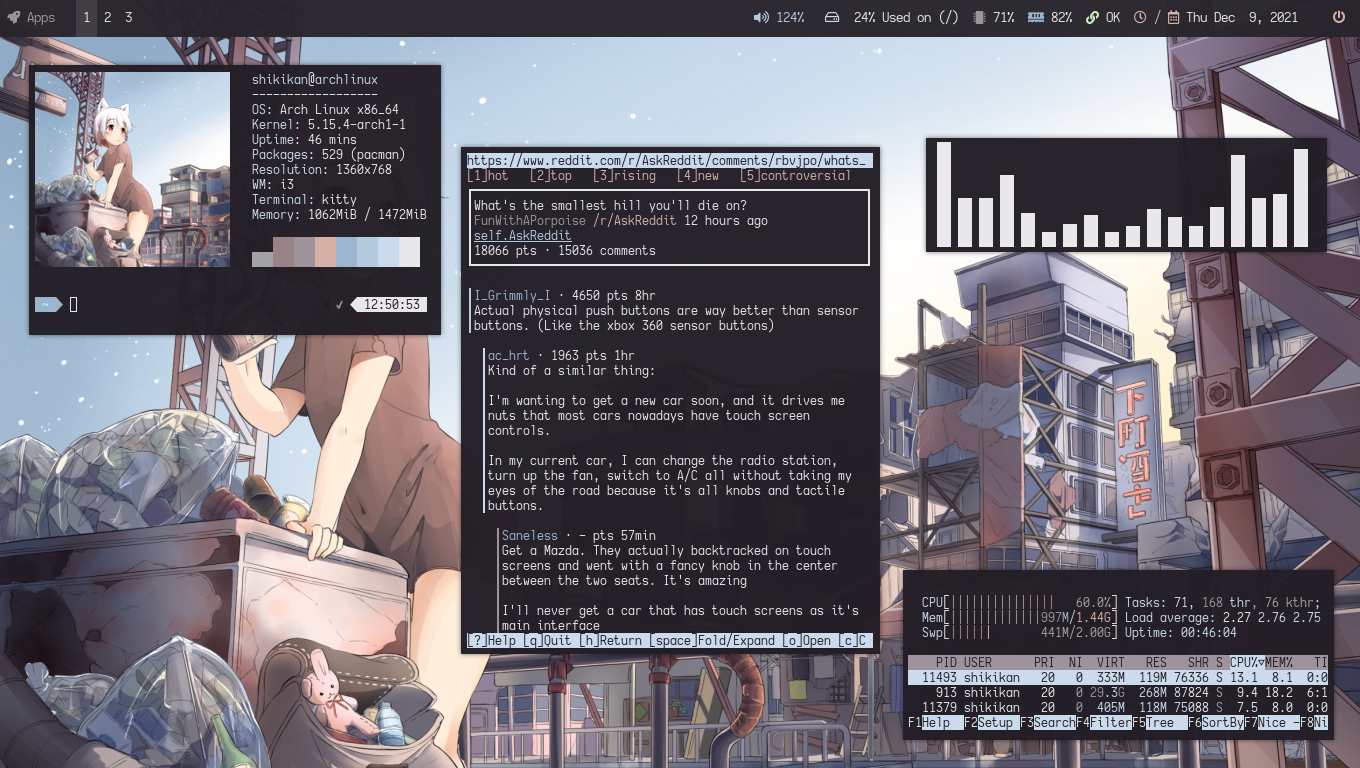 Apps 1 2 3 124% 24% Used on (/) 71% 82% OK / Thu Dec 9, 2021
shikikan@archlinux
------------------
OS: Arch Linux x86_64
Kernel: 5.15.4-arch1-1
Uptime: 46 mins
Packages: 529 (pacman)
Resolution: 1360x768
WM: i3
Terminal: kitty
Memory: 1062MiB / 1472MiB
~ ✓ 12:50:53
https://www.reddit.com/r/AskReddit/comments/rbvjpo/whats_
[1]hot [2]top [3]rising [4]new [5]controversial
What's the smallest hill you'll die on?
FunWithAPorpoise /r/AskReddit 12 hours ago
self.AskReddit
18066 pts · 15036 comments
I_Grimmly_I · 4650 pts 8hr
Actual physical push buttons are way better than sensor
buttons. (Like the xbox 360 sensor buttons)
ac_hrt · 1963 pts 1hr
Kind of a similar thing:
I'm wanting to get a new car soon, and it drives me
nuts that most cars nowadays have touch screen
controls.
In my current car, I can change the radio station,
turn up the fan, switch to A/C all without taking my
eyes of the road because it's all knobs and tactile
buttons.
Saneless · - pts 57min
Get a Mazda. They actually backtracked on touch
screens and went with a fancy knob in the center
between the two seats. It's amazing
I'll never get a car that has touch screens as it's
main interface
[?]Help [q]Quit [h]Return [space]Fold/Expand [o]Open [c]C
下町酒店
CPU[||||||||||||||| 60.0%] Tasks: 71, 168 thr, 76 kthr;
Mem[|||||||||||||997M/1.44G] Load average: 2.27 2.76 2.75
Swp[|||||| 441M/2.00G] Uptime: 00:46:04
PID USER PRI NI VIRT RES SHR S CPU%▽MEM% TI
11493 shikikan 20 0 333M 119M 76336 S 13.1 8.1 0:0
913 shikikan 20 0 29.3G 268M 87824 S 9.4 18.2 6:1
11379 shikikan 20 0 405M 118M 75088 S 7.5 8.0 0:0
F1Help F2Setup F3SearchF4FilterF5Tree F6SortByF7Nice -F8Ni